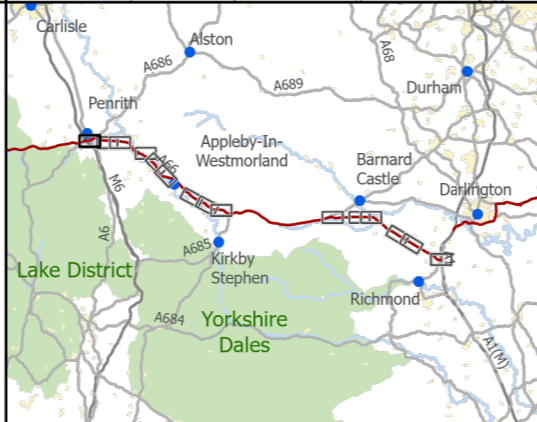 Carlisle
Alston
A68
A686
A689
Durham
Penrith
Appleby-In-
Westmorland
A66
Barnard
Castle
Darlington
M6
A6
A685
Kirkby
Stephen
Lake District
Richmond
A684
Yorkshire
Dales
A1(M)